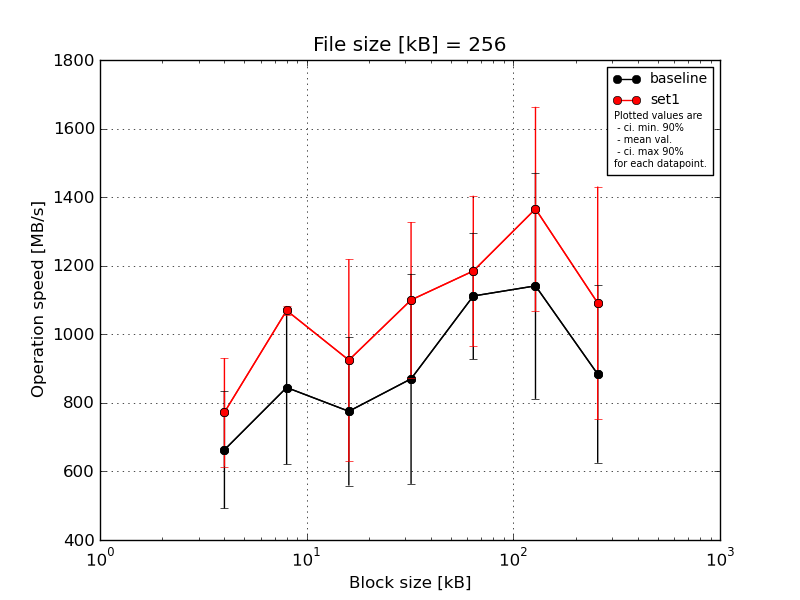 File size [kB] = 256
1800
1600
1400
1200
1000
800
600
400
Operation speed [MB/s]
baseline
set1
Plotted values are
- ci. min. 90%
- mean val.
- ci. max 90%
for each datapoint.
10⁰
10¹
10²
10³
Block size [kB]